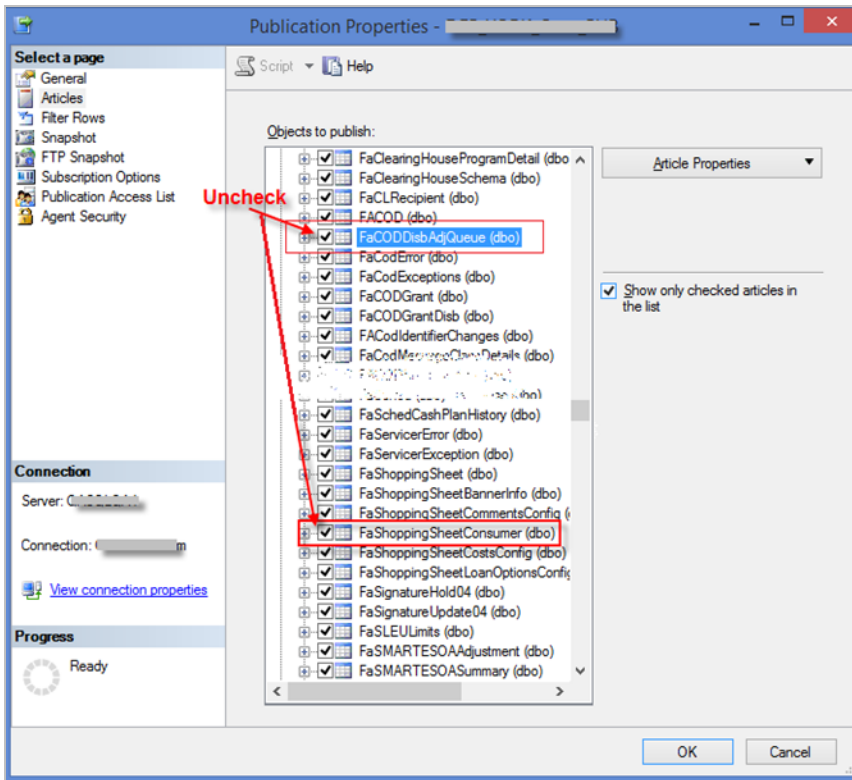 Publication Properties -
Select a page
General
Articles
Filter Rows
Snapshot
FTP Snapshot
Subscription Options
Publication Access List
Agent Security
Script
Help
Objects to publish:
FaClearingHouseProgramDetail (dbo
FaClearingHouseSchema (dbo)
FaCLRecipient (dbo)
FACOD (dbo)
Uncheck
FaCODDisbAdjQueue (dbo)
FaCodError (dbo)
FaCodExceptions (dbo)
FaCODGrant (dbo)
FaCODGrantDisb (dbo)
FACodIdentifierChanges (dbo)
(dbo)
FaSchedCashPlanHistory (dbo)
FaServicerError (dbo)
FaServicerException (dbo)
FaShoppingSheet (dbo)
FaShoppingSheetBannerInfo (dbo)
FaShoppingSheetCommentsConfig (
FaShoppingSheetConsumer (dbo)
FaShoppingSheetCostsConfig (dbo)
FaShoppingSheetLoanOptionsConfig
FaSignatureHold04 (dbo)
FaSignatureUpdate04 (dbo)
FaSLEULimits (dbo)
FaSMARTESOAAdjustment (dbo)
FaSMARTESOASummary (dbo)
Article Properties
Show only checked articles in
the list
Connection
Server:
Connection:
View connection properties
Progress
Ready
OK
Cancel